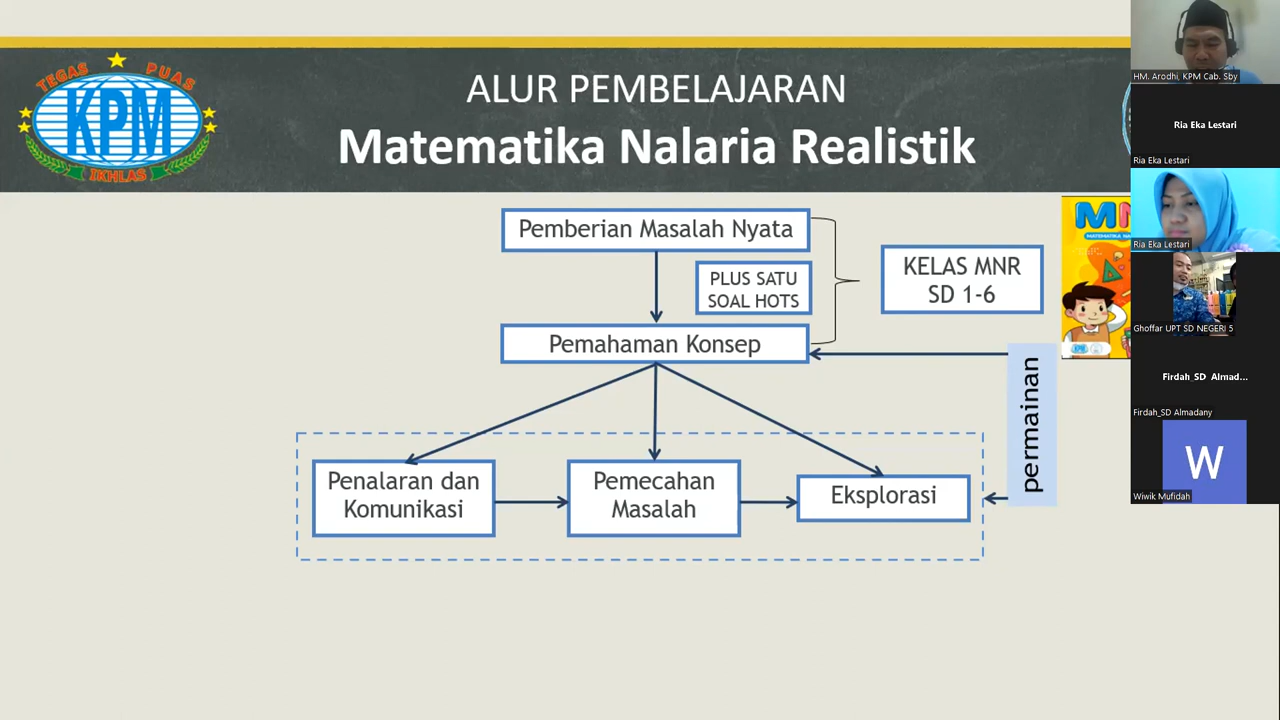 TEGAS PUAS
KPM
IKHLAS
ALUR PEMBELAJARAN
Matematika Nalaria Realistik
Pemberian Masalah Nyata
PLUS SATU
SOAL HOTS
KELAS MNR
SD 1-6
Pemahaman Konsep
permainan
Penalaran dan
Komunikasi
Pemecahan
Masalah
Eksplorasi
HM. Arodhi, KPM Cab. Sby
Ria Eka Lestari
Ria Eka Lestari
Ria Eka Lestari
Ghoffar UPT SD NEGERI 5
Firdah_SD Almad...
Firdah_SD Almadany
W
Wiwik Mufidah